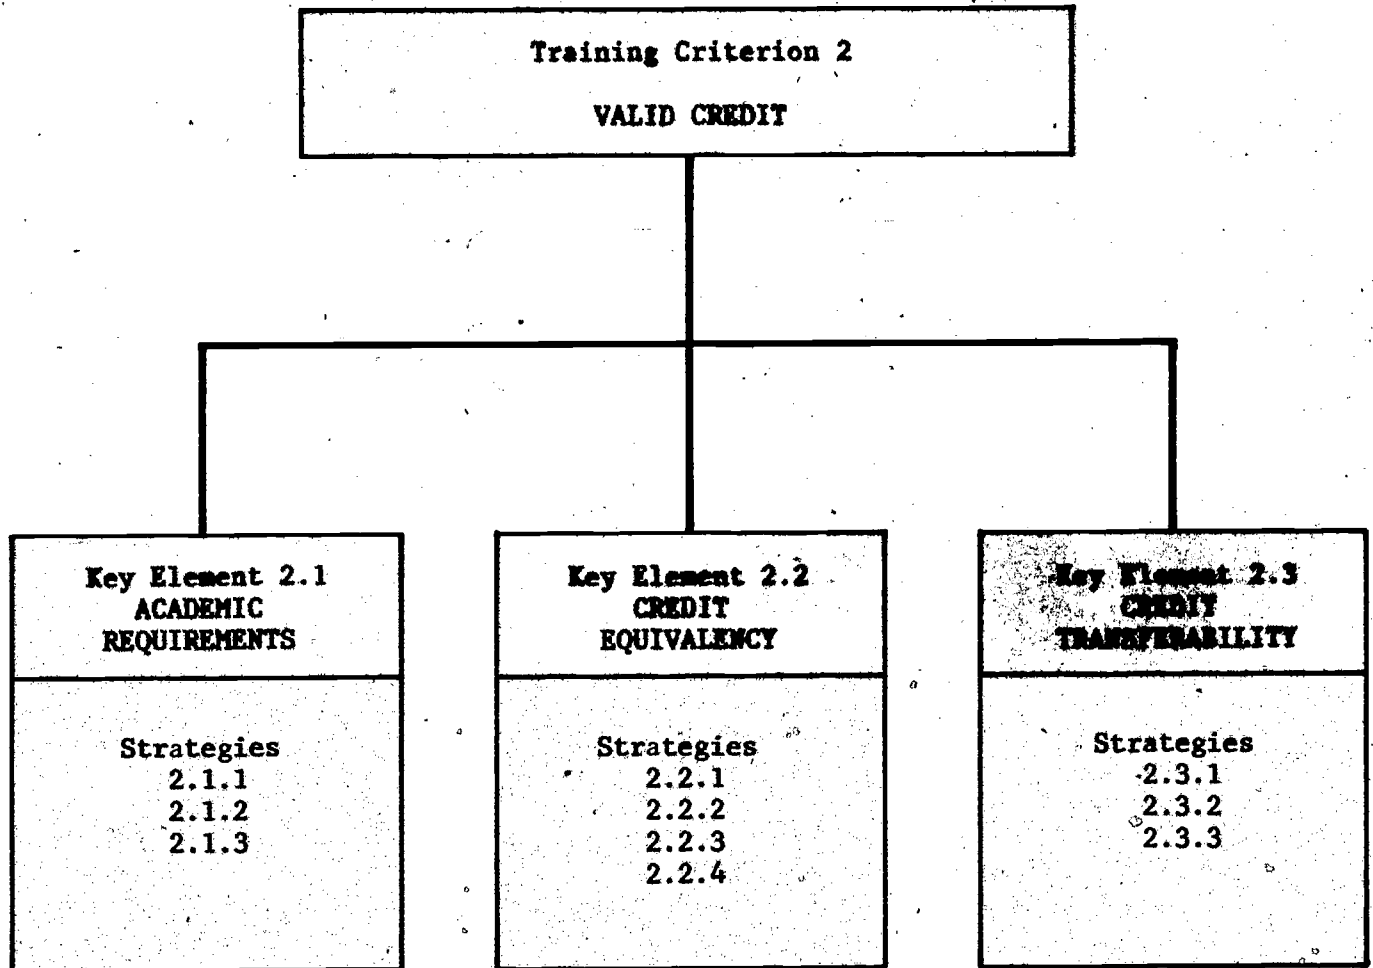 Training Criterion 2
VALID CREDIT
Key Element 2.1
ACADEMIC
REQUIREMENTS
Strategies
2.1.1
2.1.2
2.1.3
Key Element 2.2
CREDIT
EQUIVALENCY
Strategies
2.2.1
2.2.2
2.2.3
2.2.4
Key Element 2.3
CREDIT
TRANSFERABILITY
Strategies
2.3.1
2.3.2
2.3.3